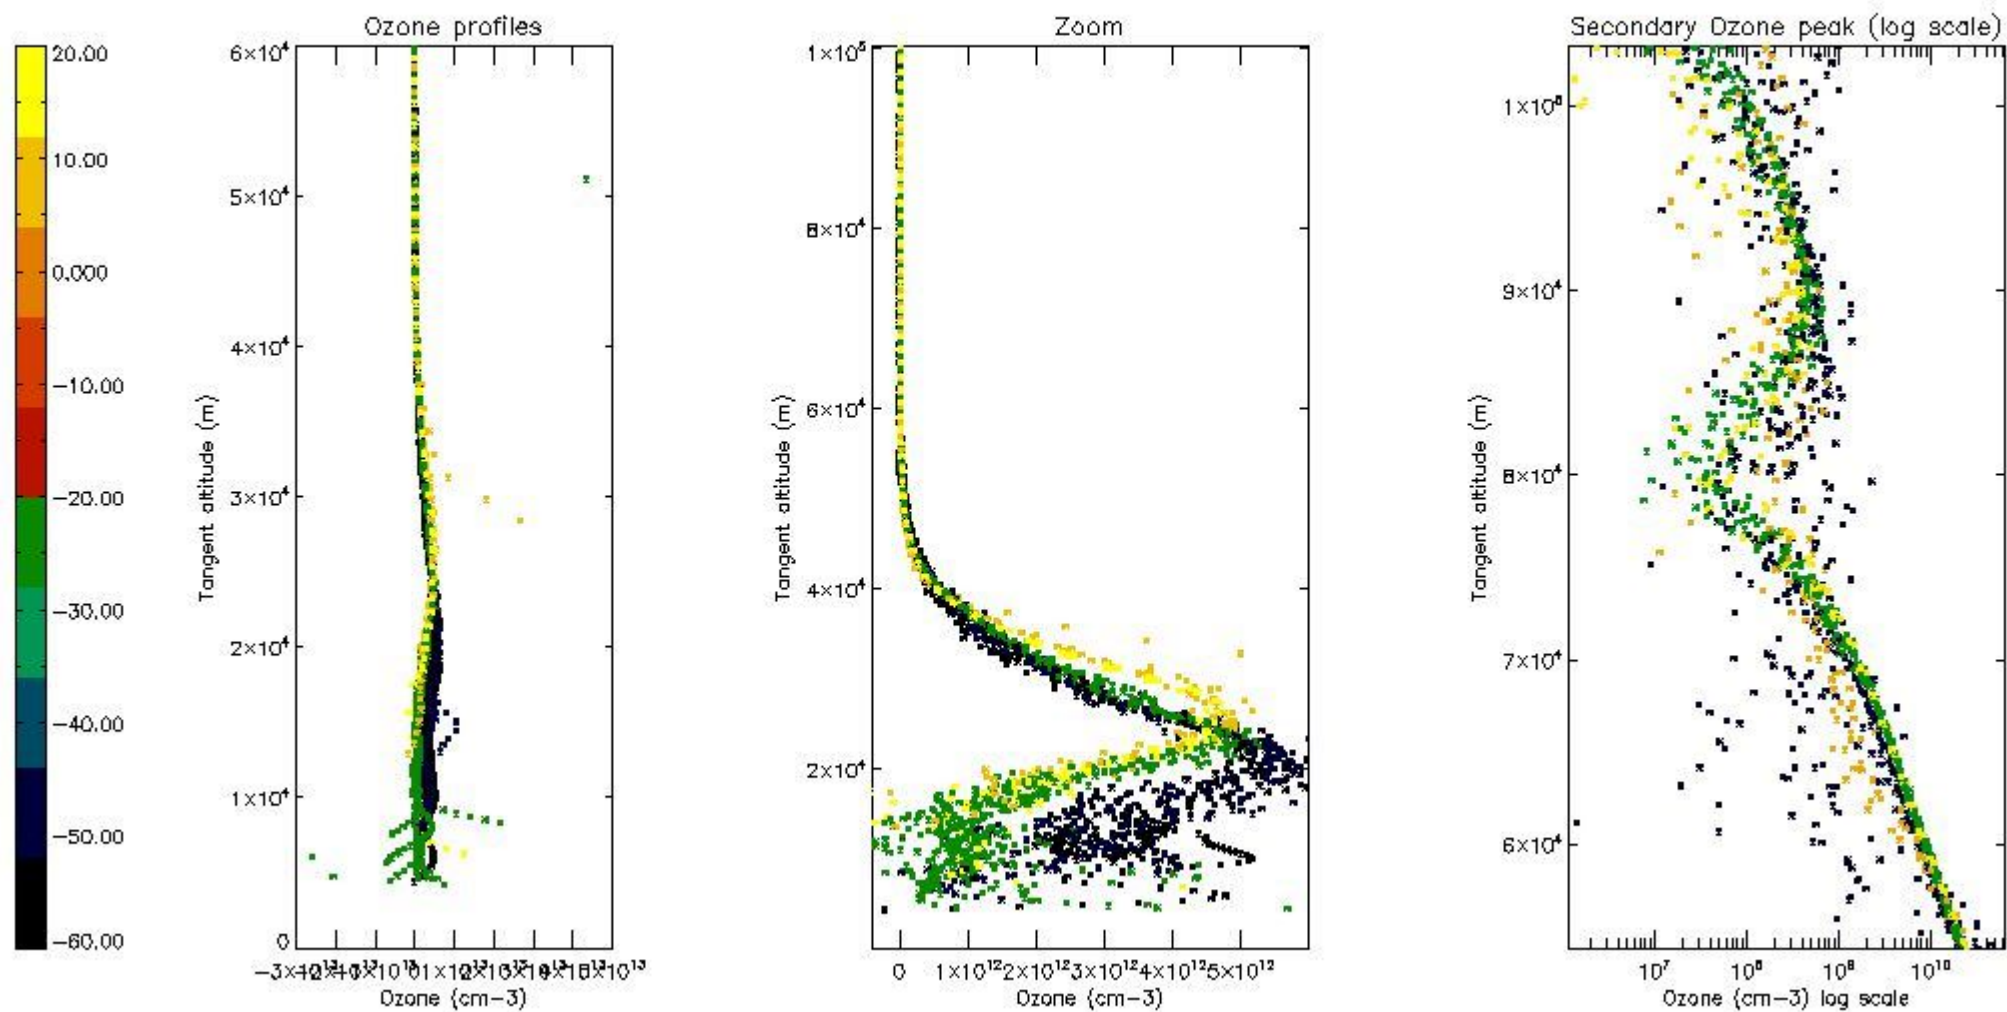 Ozone profiles
Zoom
Secondary Ozone peak (log scale)
20.00
10.00
0.000
−10.00
−20.00
−30.00
−40.00
−50.00
−60.00
6×10⁴
5×10⁴
4×10⁴
3×10⁴
2×10⁴
1×10⁴
0
Tangent altitude (m)
Ozone (cm−3)
1×10⁵
8×10⁴
6×10⁴
4×10⁴
2×10⁴
Tangent altitude (m)
0 1×10¹² 2×10¹² 3×10¹² 4×10¹² 5×10¹²
Ozone (cm−3)
9×10⁴
8×10⁴
7×10⁴
6×10⁴
Tangent altitude (m)
10⁷ 10⁸ 10⁹ 10¹⁰
Ozone (cm−3) log scale